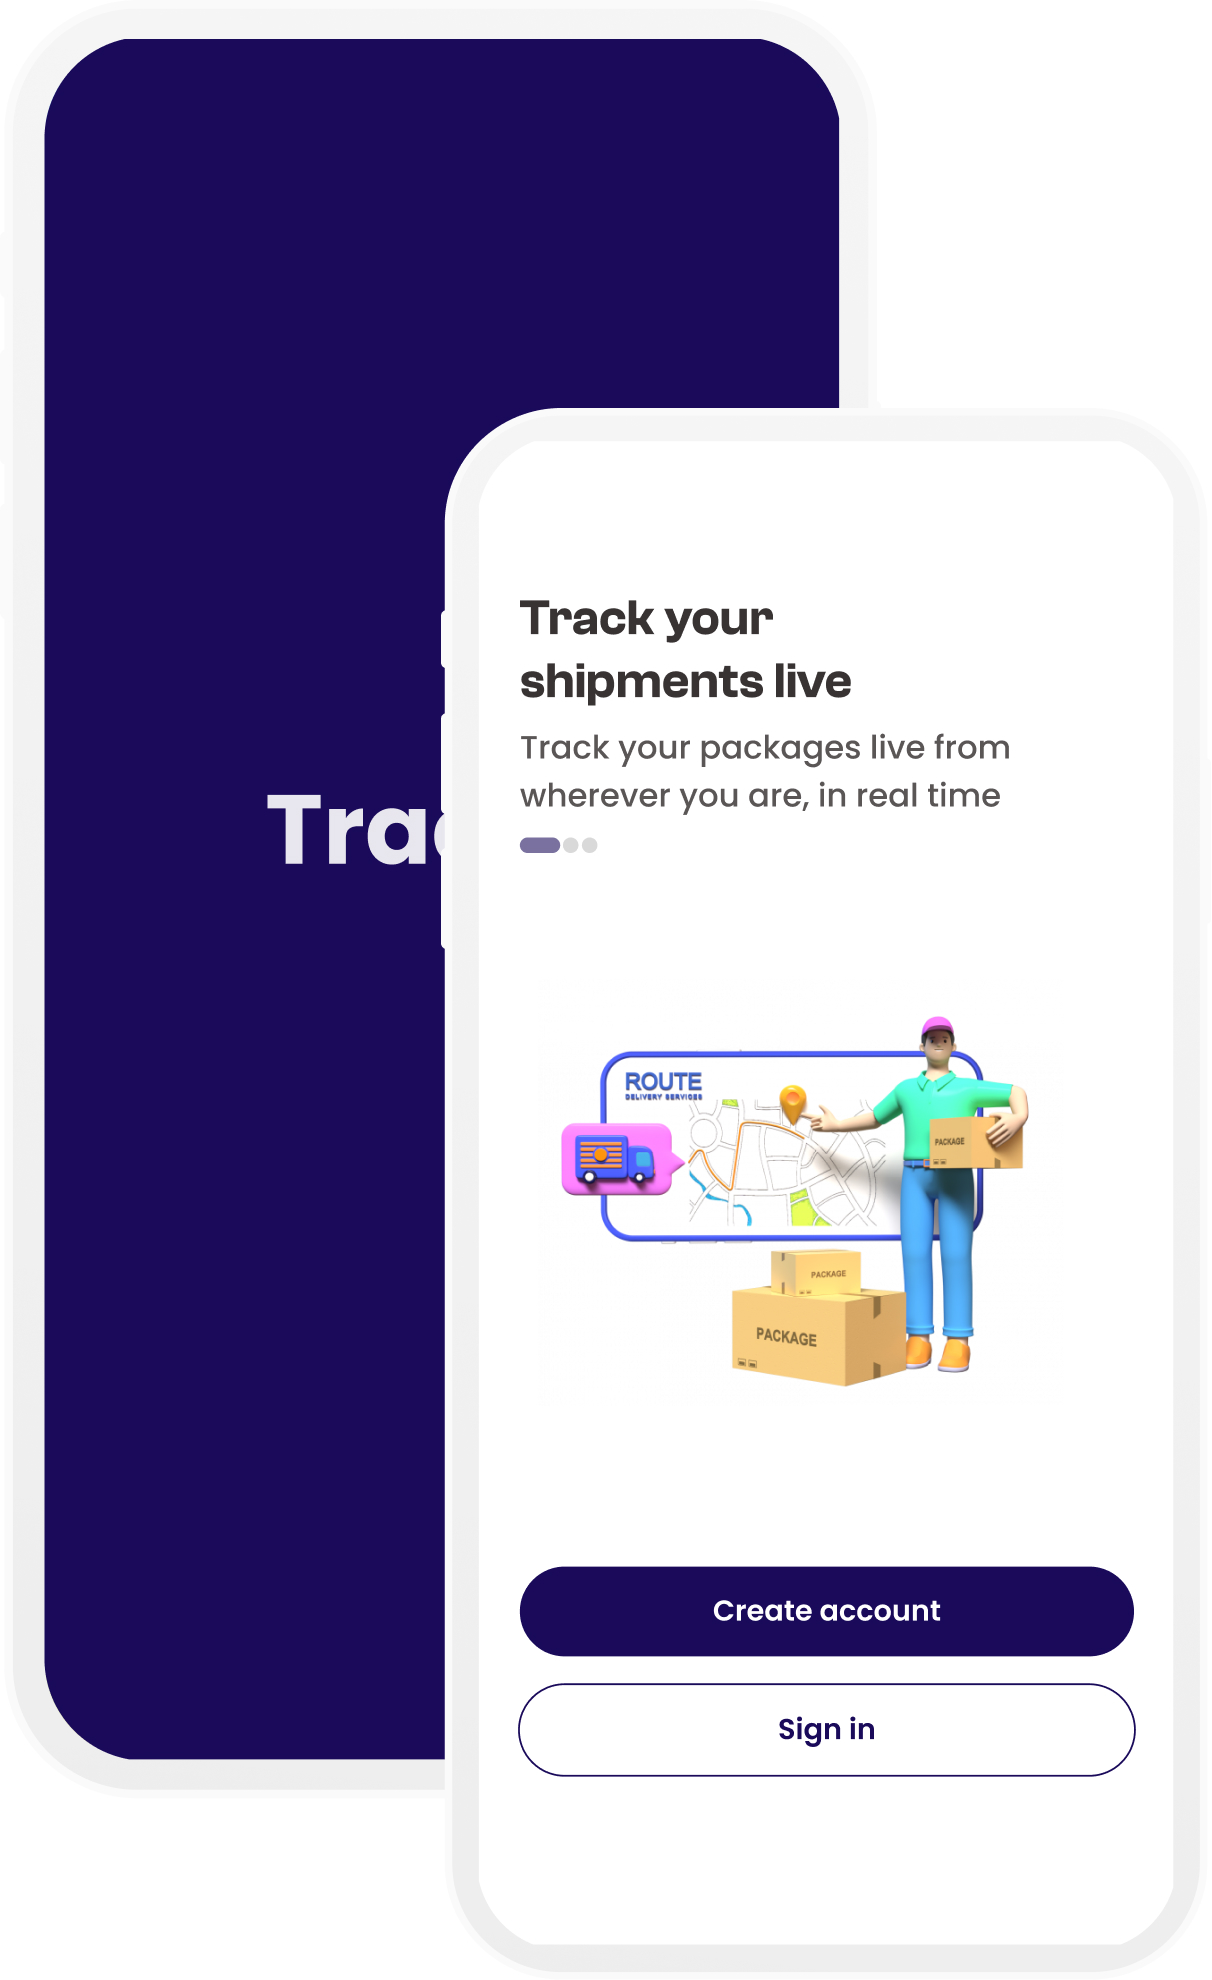 Trac
Track your
shipments live
Track your packages live from
wherever you are, in real time
ROUTE
DELIVERY SERVICES
PACKAGE
PACKAGE
PACKAGE
Create account
Sign in